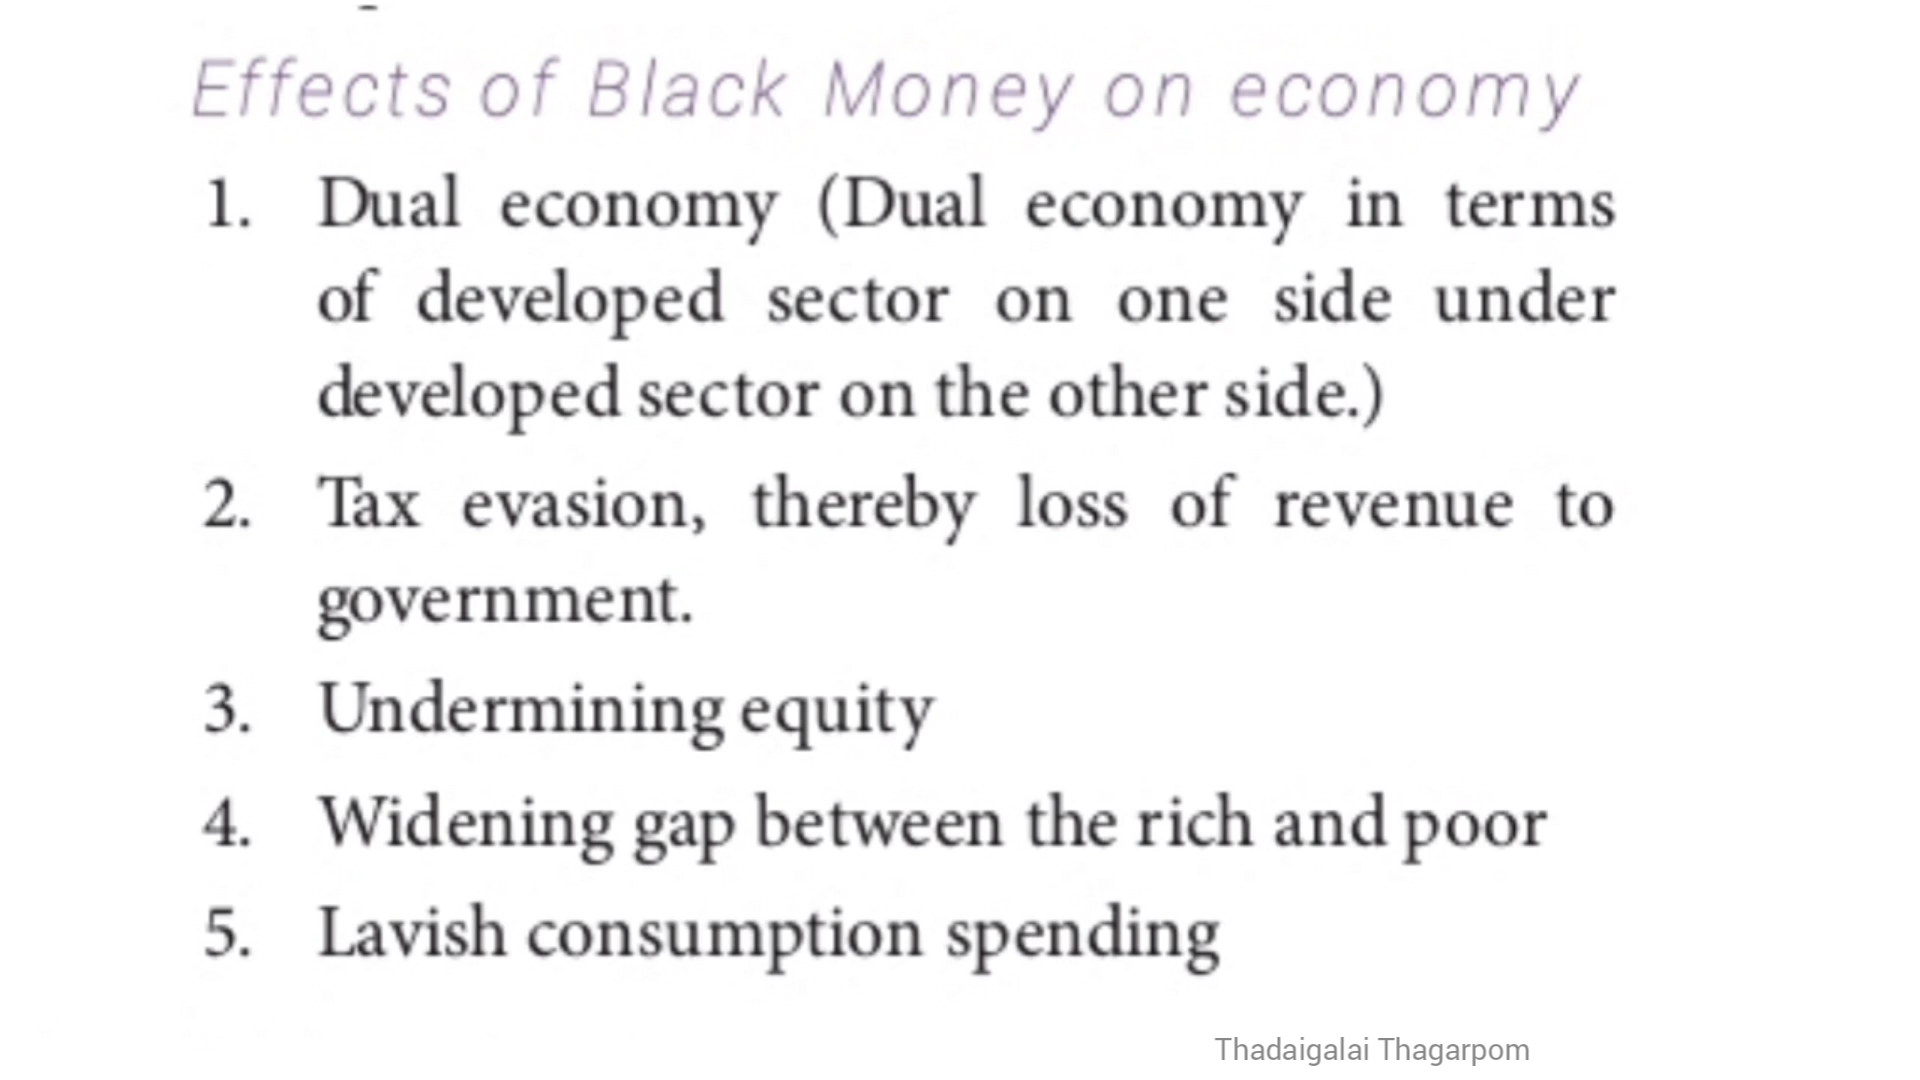 Effects of Black Money on economy
1. Dual economy (Dual economy in terms
of developed sector on one side under
developed sector on the other side.)
2. Tax evasion, thereby loss of revenue to
government.
3. Undermining equity
4. Widening gap between the rich and poor
5. Lavish consumption spending
Thadaigalai Thagarpom